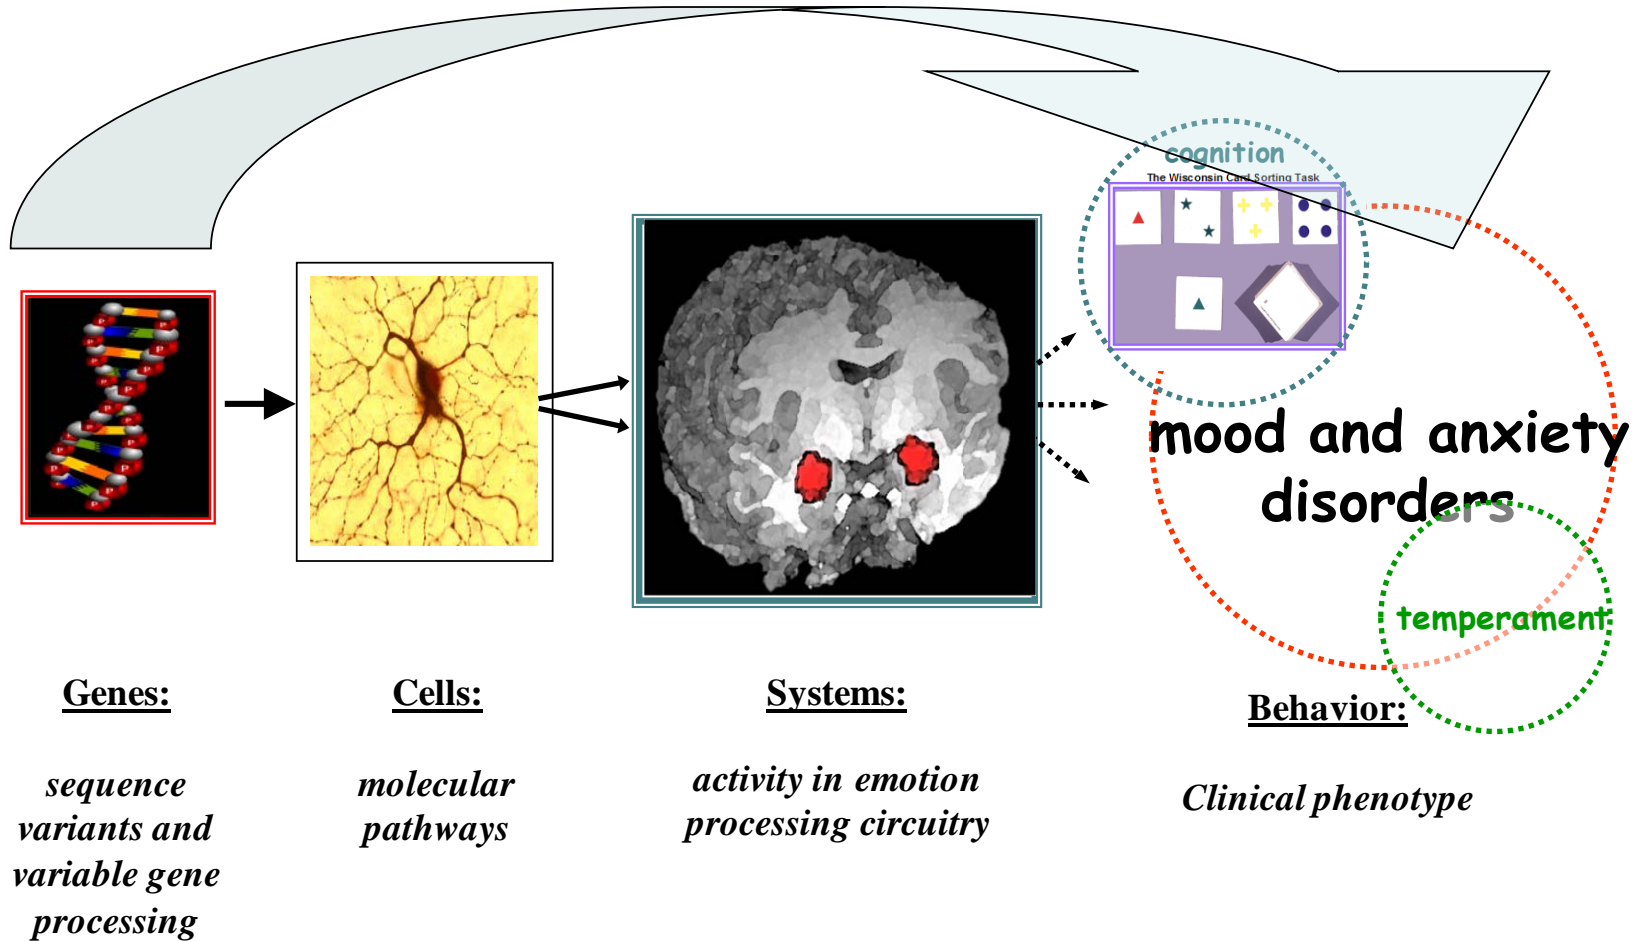 cognition
The Wisconsin Card Sorting Task
mood and anxiety
disorders
temperament
P
P
P
P
P
P
P
P
P
Genes:
sequence
variants and
variable gene
processing
Cells:
molecular
pathways
Systems:
activity in emotion
processing circuitry
Behavior:
Clinical phenotype